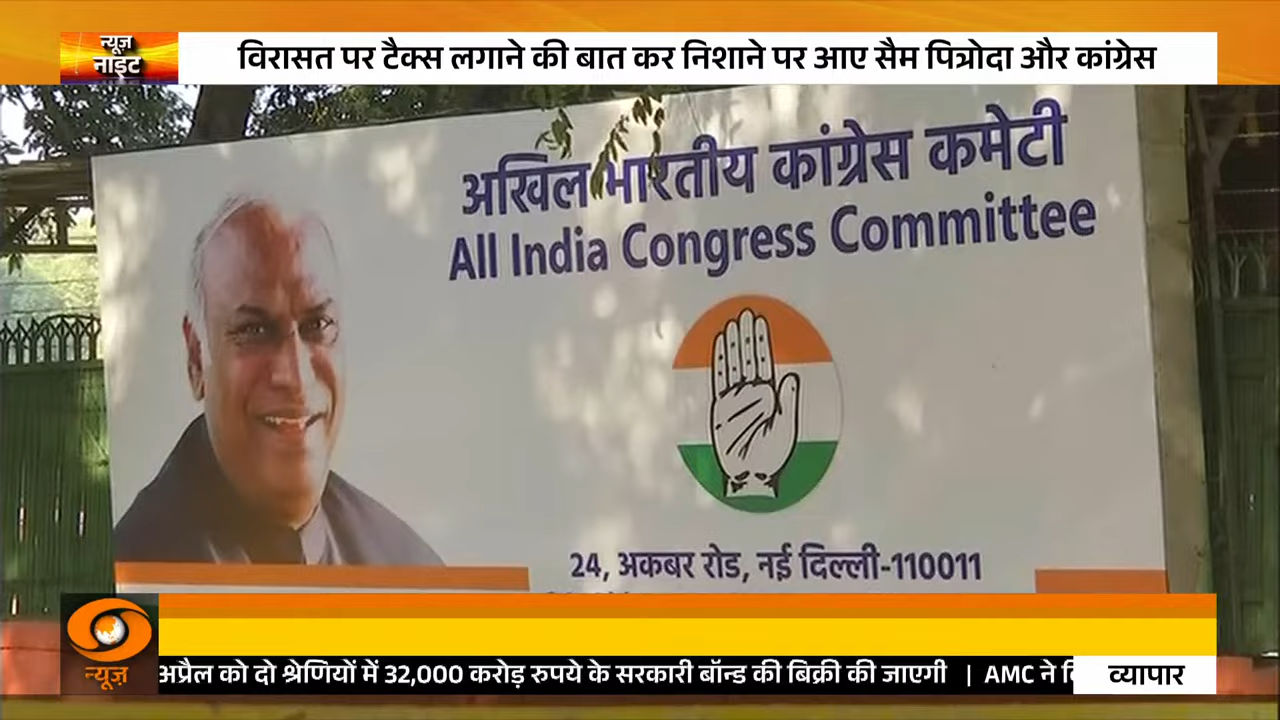 न्यूज़
नाइट
विरासत पर टैक्स लगाने की बात कर निशाने पर आए सैम पित्रोदा और कांग्रेस
अखिल भारतीय कांग्रेस कमेटी
All India Congress Committee
24, अकबर रोड, नई दिल्ली-110011
न्यूज़
अप्रैल को दो श्रेणियों में 32,000 करोड़ रुपये के सरकारी बॉन्ड की बिक्री की जाएगी | AMC ने
व्यापार